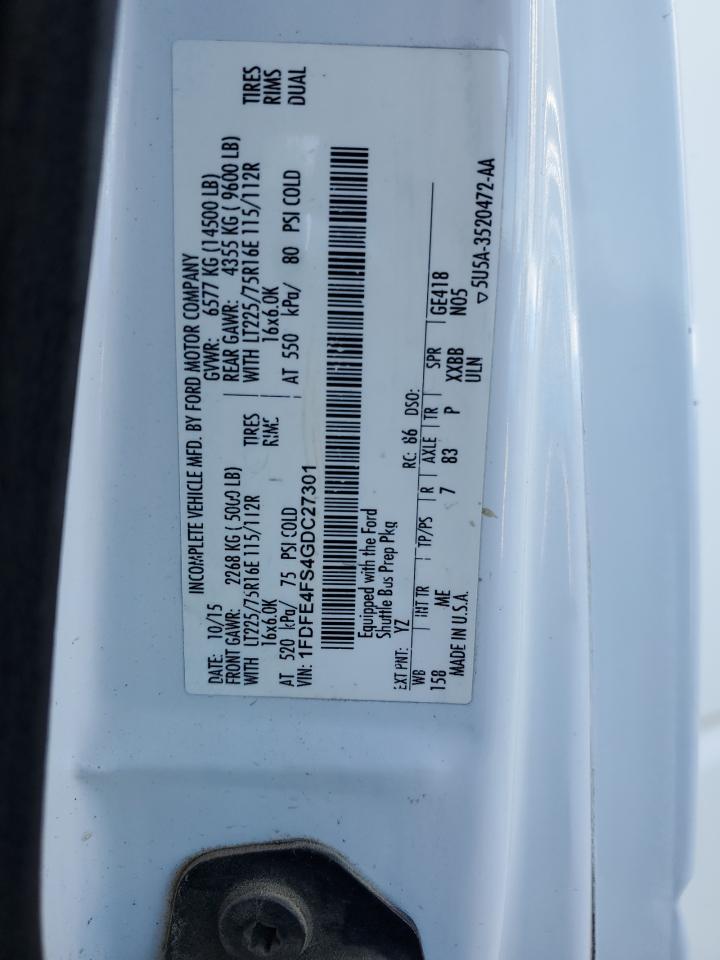 INCOMPLETE VEHICLE MFD. BY FORD MOTOR COMPANY
DATE: 10/15 GVWR: 6577 KG (14500 LB)
FRONT GAWR: 2268 KG ( 5000 LB) REAR GAWR: 4355 KG ( 9600 LB)
WITH LT225/75R16E 115/112R TIRES WITH LT225/75R16E 115/112R TIRES
16x6.0K RIMS 16x6.0K RIMS
AT 520 kPa/ 75 PSI COLD AT 550 kPa/ 80 PSI COLD DUAL
VIN: 1FDFE4FS4GDC27301
Equipped with the Ford
Shuttle Bus Prep Pkg
EXT PNT: YZ RC: 86 DSO:
WB INT TR TP/PS R AXLE TR SPR GE418
158 ME 7 83 P XXBB N05
MADE IN U.S.A. ULN
▽5U5A-3520472-AA